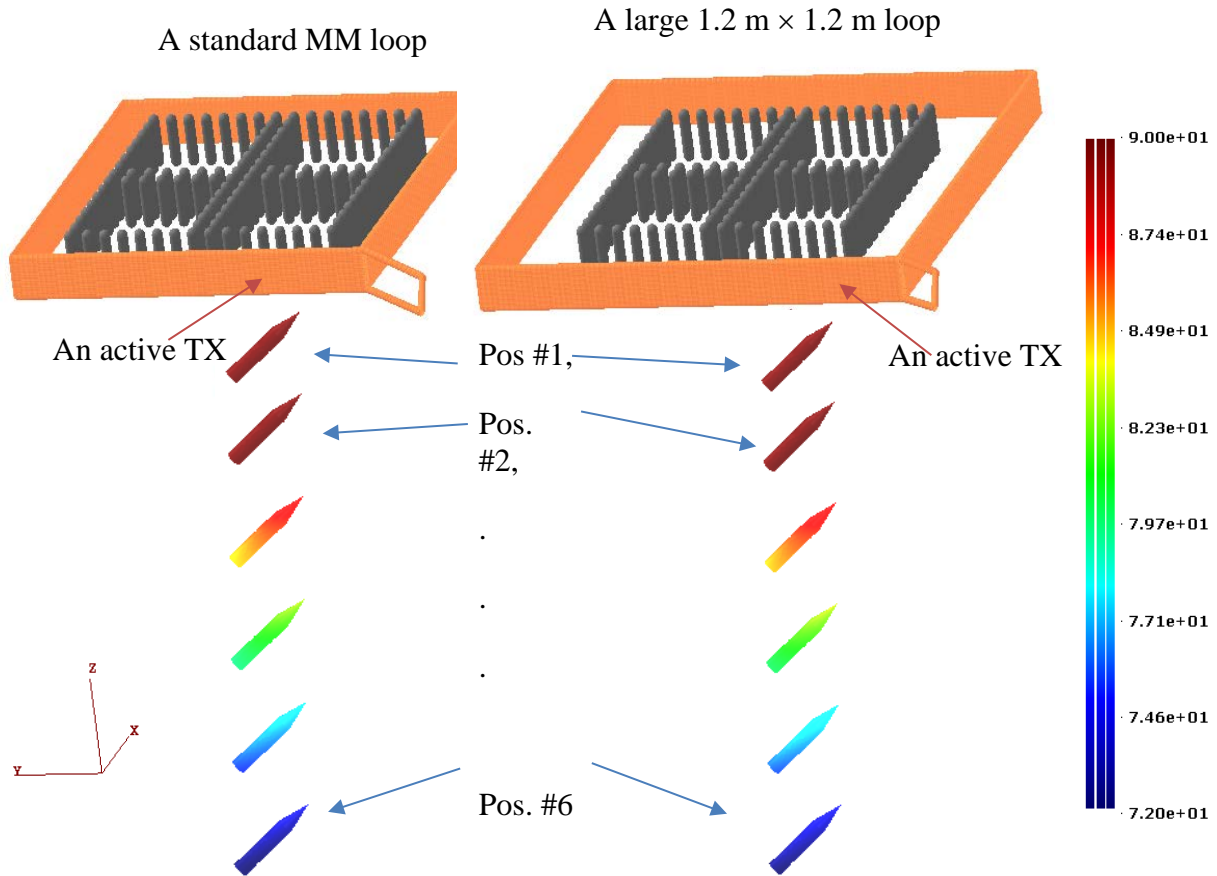 A standard MM loop
A large 1.2 m × 1.2 m loop
An active TX
Pos #1,
An active TX
Pos.
#2,
.
.
.
Pos. #6
Z
X
Y
9.00e+01
8.74e+01
8.49e+01
8.23e+01
7.97e+01
7.71e+01
7.46e+01
7.20e+01